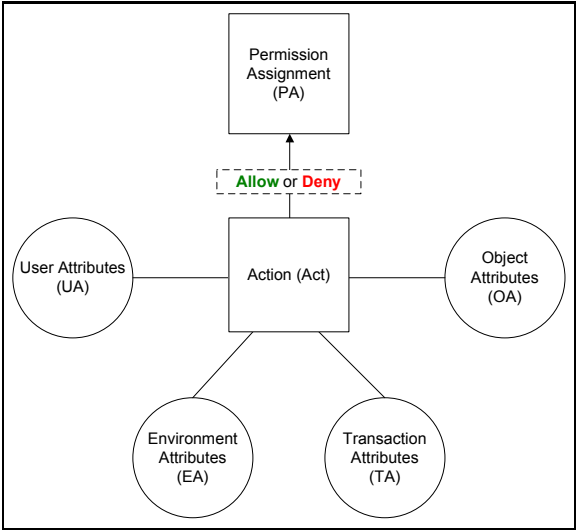 Permission
Assignment
(PA)
Allow or Deny
User Attributes
(UA)
Action (Act)
Object
Attributes
(OA)
Environment
Attributes
(EA)
Transaction
Attributes
(TA)